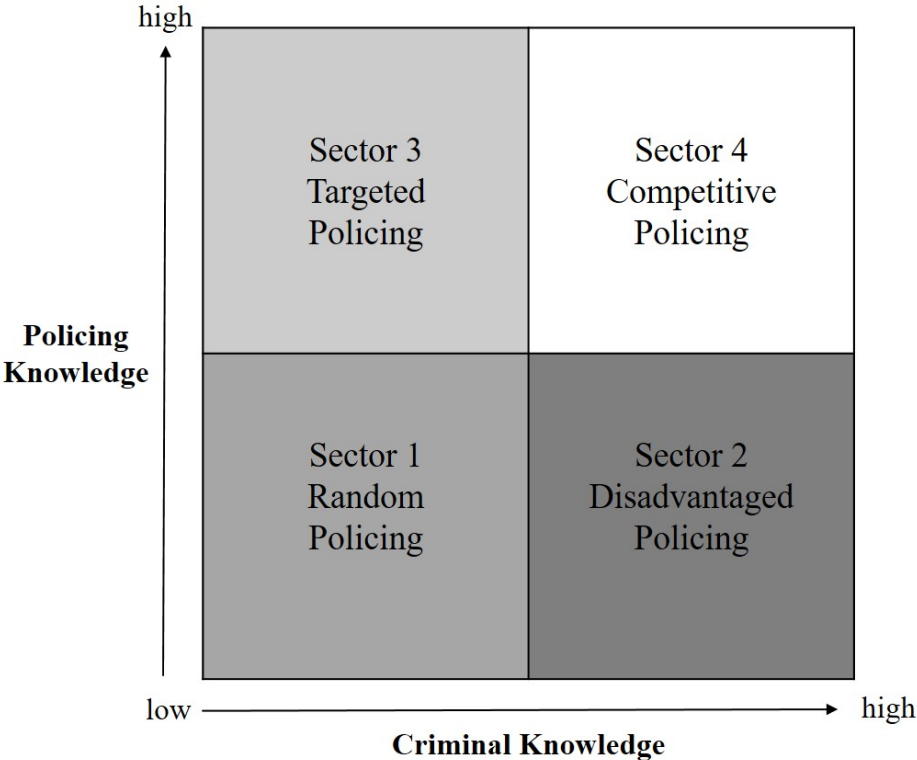 high
Sector 3
Targeted
Policing
Sector 4
Competitive
Policing
Policing
Knowledge
Sector 1
Random
Policing
Sector 2
Disadvantaged
Policing
low
high
Criminal Knowledge